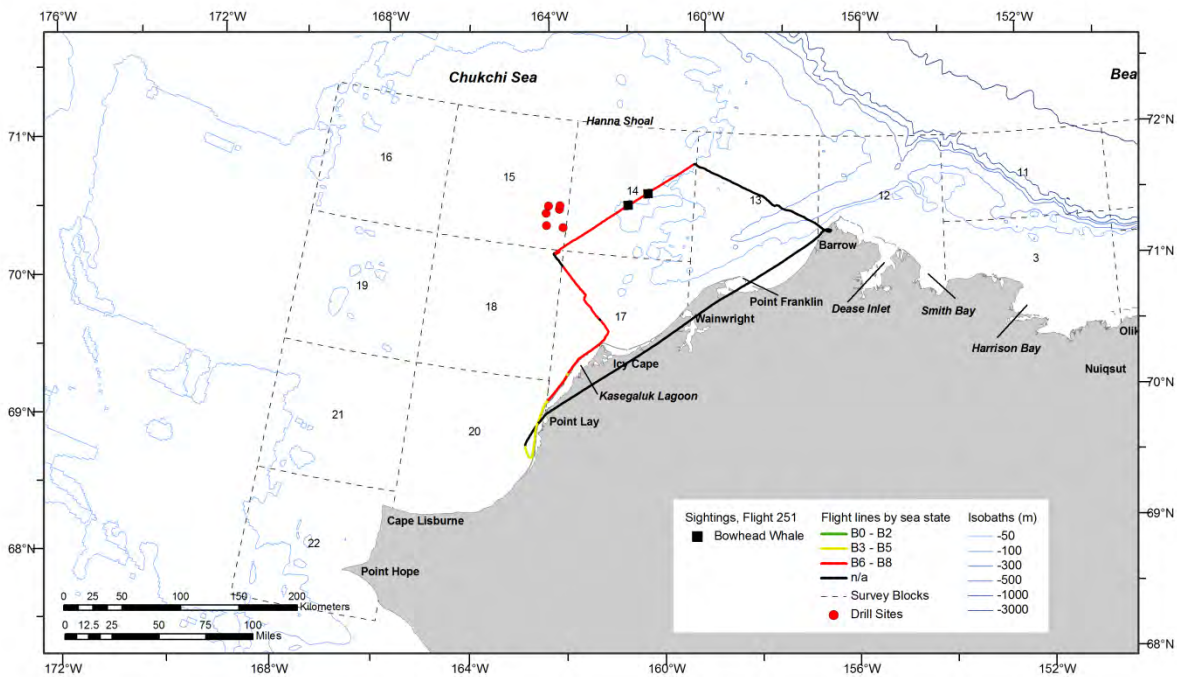 176°W 168°W 164°W 160°W 156°W 11°W
Chukchi Sea
Bea
72°N
71°N
Hanna Shoal
16
15
14
13
12
11
Barrow
71°N
3
70°N
19
18
17
Point Franklin
Dease Inlet
Smith Bay
Wainwright
Harrison Bay
Olik
Icy Cape
Nuiqsut
70°N
Kasegaluk Lagoon
69°N
21
20
Point Lay
Sightings, Flight 251
Bowhead Whale
Flight lines by sea state
B0 - B2
B3 - B5
B6 - B8
n/a
Survey Blocks
Drill Sites
Isobaths (m)
-50
-100
-300
-500
-1000
-3000
69°N
Cape Lisburne
22
68°N
Point Hope
0 25 50 100 150 200
Kilometers
0 12.5 25 50 75 100
Miles
68°N
172°W 168°W 164°W 160°W 156°W 152°W